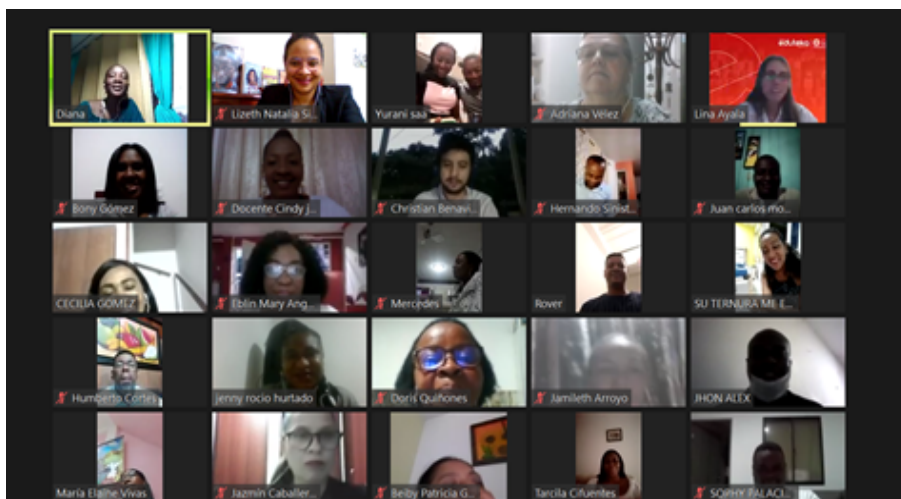 Diana
Lizeth Natalia Si...
Yurani saa
Adriana Vélez
eduteka
Lina Ayala
Bony Gómez
Docente Cindy j...
Christian Benavi...
Hernando Sinist...
Juan carlos mo...
CECILIA GOMEZ
Eblin Mary Ang...
Mercedes
Rover
SU TERNURA ME E...
Humberto Cortes
jenny rocio hurtado
Doris Quiñones
Jamileth Arroyo
JHON ALEX
María Elaine Vivas
Jazmín Caballer...
Beiby Patricia G...
Tarcila Cifuentes
SOPHY PALACI...